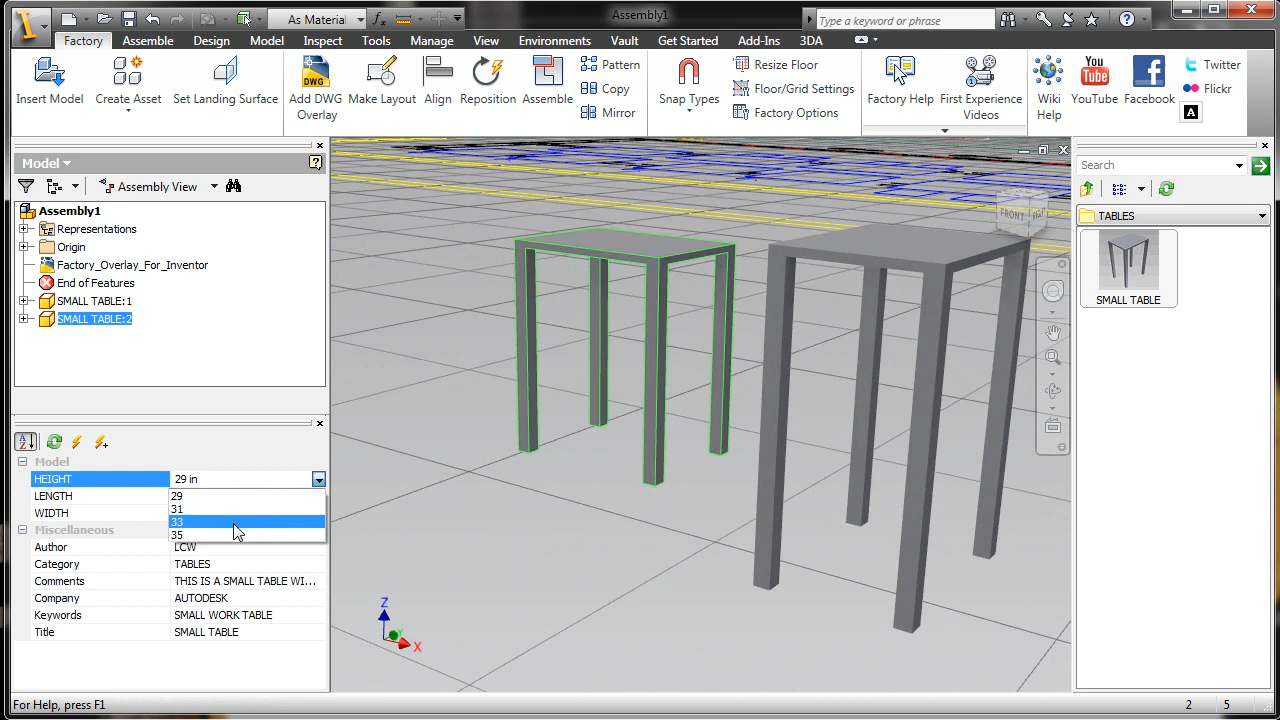 As Material
Assembly1
Type a keyword or phrase
Factory
Assemble
Design
Model
Inspect
Tools
Manage
View
Environments
Vault
Get Started
Add-Ins
3DA
Insert Model
Create Asset
Set Landing Surface
DWG
Add DWG
Overlay
Make Layout
Align
Reposition
Assemble
Pattern
Copy
Mirror
Snap Types
Resize Floor
Floor/Grid Settings
Factory Options
Factory Help
First Experience
Videos
Wiki
Help
You
Tube
YouTube
Facebook
Twitter
Flickr
A
Model
Assembly View
Assembly1
Representations
Origin
Factory_Overlay_For_Inventor
End of Features
SMALL TABLE:1
SMALL TABLE:2
Model
HEIGHT 29 in
LENGTH 29
31
WIDTH
33
Miscellaneous
35
Author LCW
Category TABLES
Comments THIS IS A SMALL TABLE WI...
Company AUTODESK
Keywords SMALL WORK TABLE
Title SMALL TABLE
FRONT
RIGHT
Z
Y
X
Search
TABLES
SMALL TABLE
For Help, press F1
2 5